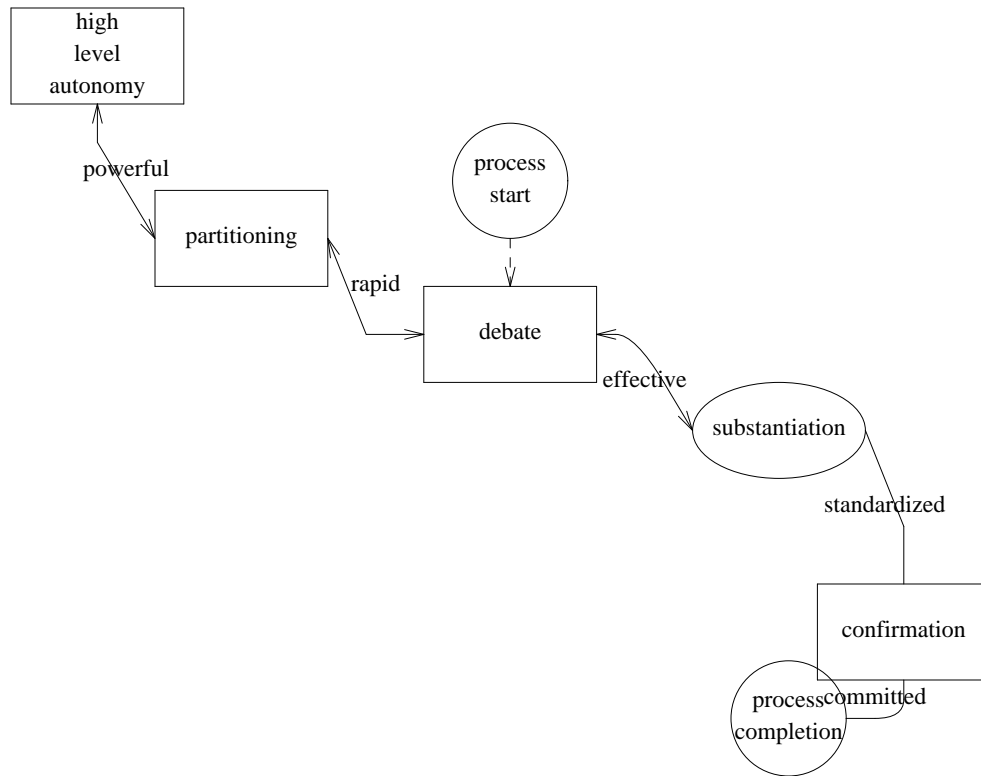 high
level
autonomy
powerful
process
start
partitioning
rapid
debate
effective
substantiation
standardized
confirmation
committed
process
completion